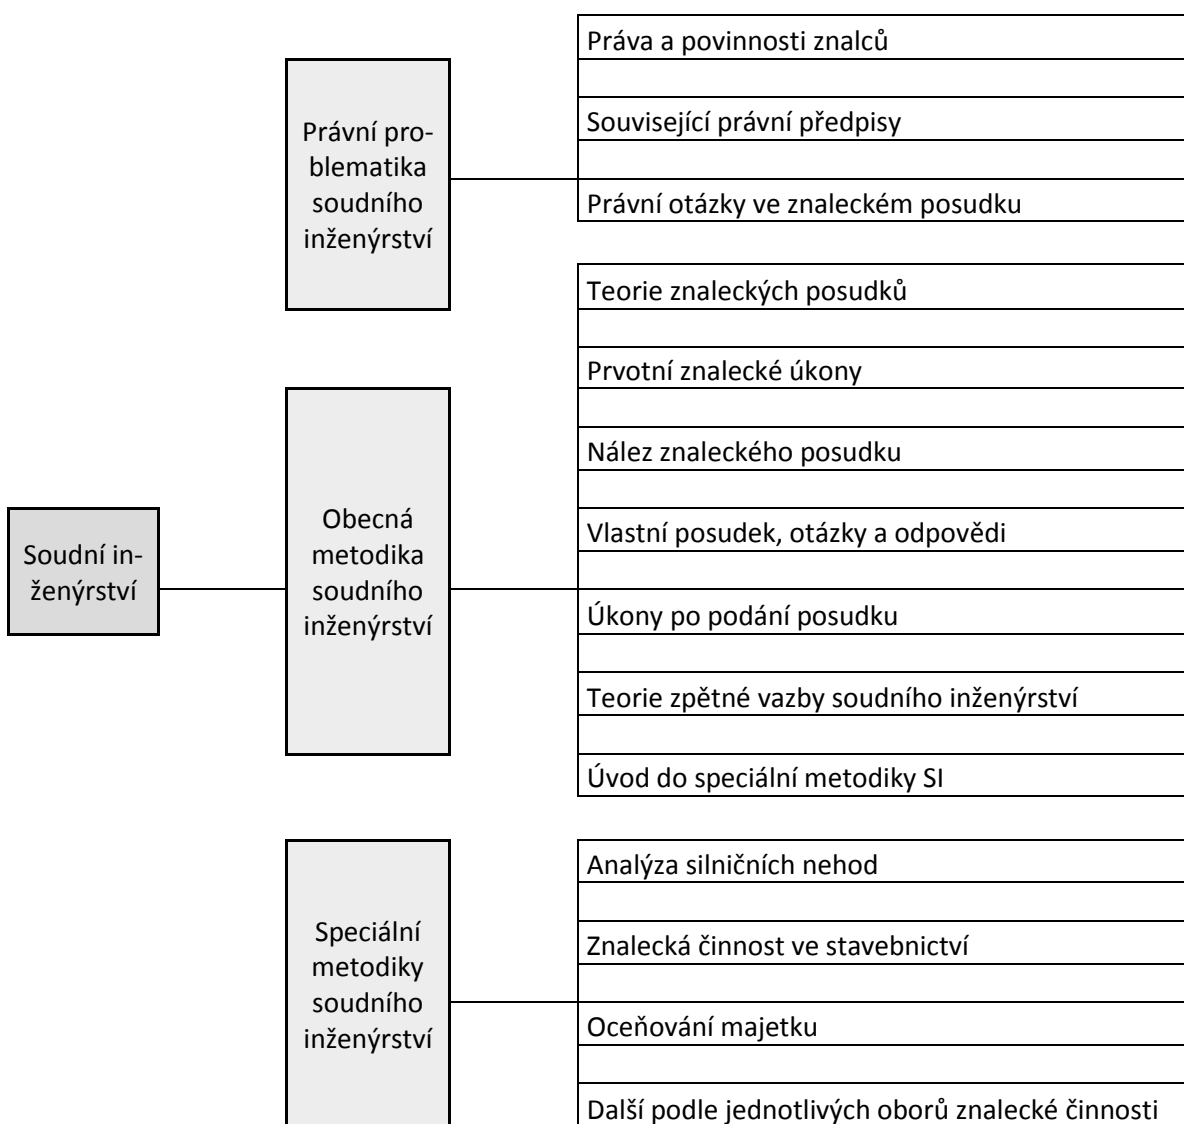 Soudní in-
ženýrství
Právní pro-
blematika
soudního
inženýrství
Práva a povinnosti znalců
Související právní předpisy
Právní otázky ve znaleckém posudku
Obecná
metodika
soudního
inženýrství
Teorie znaleckých posudků
Prvotní znalecké úkony
Nález znaleckého posudku
Vlastní posudek, otázky a odpovědi
Úkony po podání posudku
Teorie zpětné vazby soudního inženýrství
Úvod do speciální metodiky SI
Speciální
metodiky
soudního
inženýrství
Analýza silničních nehod
Znalecká činnost ve stavebnictví
Oceňování majetku
Další podle jednotlivých oborů znalecké činnosti